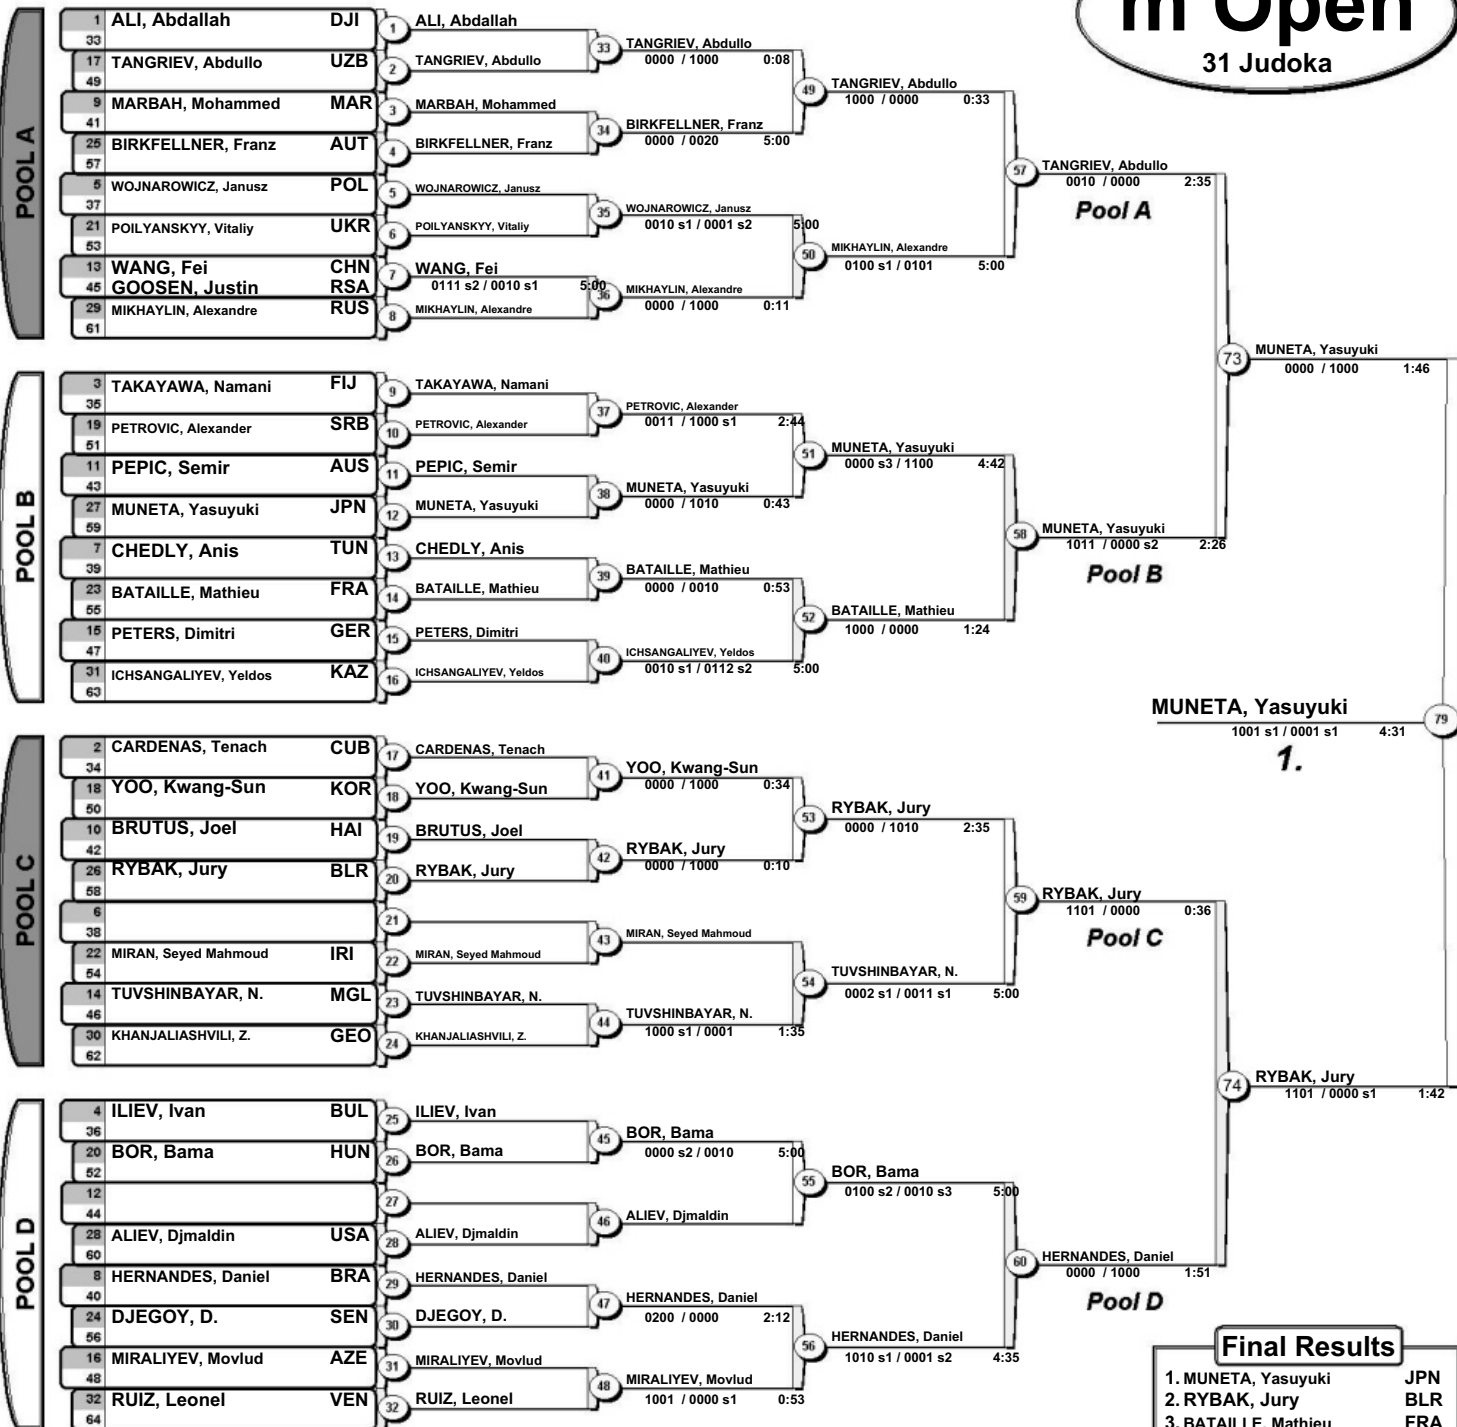 m Open
31 Judoka
POOL A
1 ALI, Abdallah DJI
33
17 TANGRIEV, Abdullo UZB
49
9 MARBAH, Mohammed MAR
41
25 BIRKFELLNER, Franz AUT
57
5 WOJNAROWICZ, Janusz POL
37
21 POILYANSKYY, Vitaliy UKR
53
13 WANG, Fei CHN
45 GOOSEN, Justin RSA
29 MIKHAYLIN, Alexandre RUS
61
1 ALI, Abdallah
2 TANGRIEV, Abdullo
3 MARBAH, Mohammed
4 BIRKFELLNER, Franz
5 WOJNAROWICZ, Janusz
6 POILYANSKYY, Vitaliy
7 WANG, Fei
0111 s2 / 0010 s1 5:00
8 MIKHAYLIN, Alexandre
33 TANGRIEV, Abdullo
0000 / 1000 0:08
34 BIRKFELLNER, Franz
0000 / 0020 5:00
35 WOJNAROWICZ, Janusz
0010 s1 / 0001 s2 5:00
36 MIKHAYLIN, Alexandre
0000 / 1000 0:11
49 TANGRIEV, Abdullo
1000 / 0000 0:33
50 MIKHAYLIN, Alexandre
0100 s1 / 0101 5:00
57 TANGRIEV, Abdullo
0010 / 0000 2:35
Pool A
POOL B
3 TAKAYAWA, Namani FIJ
35
19 PETROVIC, Alexander SRB
51
11 PEPIC, Semir AUS
43
27 MUNETA, Yasuyuki JPN
59
7 CHEDLY, Anis TUN
39
23 BATAILLE, Mathieu FRA
55
15 PETERS, Dimitri GER
47
31 ICHSANGALIYEV, Yeldos KAZ
63
9 TAKAYAWA, Namani
10 PETROVIC, Alexander
11 PEPIC, Semir
12 MUNETA, Yasuyuki
13 CHEDLY, Anis
14 BATAILLE, Mathieu
15 PETERS, Dimitri
16 ICHSANGALIYEV, Yeldos
37 PETROVIC, Alexander
0011 / 1000 s1 2:44
38 MUNETA, Yasuyuki
0000 / 1010 0:43
39 BATAILLE, Mathieu
0000 / 0010 0:53
40 ICHSANGALIYEV, Yeldos
0010 s1 / 0112 s2 5:00
51 MUNETA, Yasuyuki
0000 s3 / 1100 4:42
52 BATAILLE, Mathieu
1000 / 0000 1:24
58 MUNETA, Yasuyuki
1011 / 0000 s2 2:26
Pool B
73 MUNETA, Yasuyuki
0000 / 1000 1:46
MUNETA, Yasuyuki 79
1001 s1 / 0001 s1 4:31
1.
POOL C
2 CARDENAS, Tenach CUB
34
18 YOO, Kwang-Sun KOR
50
10 BRUTUS, Joel HAI
42
26 RYBAK, Jury BLR
58
6
38
22 MIRAN, Seyed Mahmoud IRI
54
14 TUVSHINBAYAR, N. MGL
46
30 KHANJALIASHVILI, Z. GEO
62
17 CARDENAS, Tenach
18 YOO, Kwang-Sun
19 BRUTUS, Joel
20 RYBAK, Jury
21
22 MIRAN, Seyed Mahmoud
23 TUVSHINBAYAR, N.
24 KHANJALIASHVILI, Z.
41 YOO, Kwang-Sun
0000 / 1000 0:34
42 RYBAK, Jury
0000 / 1000 0:10
43 MIRAN, Seyed Mahmoud
44 TUVSHINBAYAR, N.
1000 s1 / 0001 1:35
53 RYBAK, Jury
0000 / 1010 2:35
54 TUVSHINBAYAR, N.
0002 s1 / 0011 s1 5:00
59 RYBAK, Jury
1101 / 0000 0:36
Pool C
74 RYBAK, Jury
1101 / 0000 s1 1:42
POOL D
4 ILIEV, Ivan BUL
36
20 BOR, Bama HUN
52
12
44
28 ALIEV, Djmaldin USA
60
8 HERNANDES, Daniel BRA
40
24 DJEGOY, D. SEN
56
16 MIRALIYEV, Movlud AZE
48
32 RUIZ, Leonel VEN
64
25 ILIEV, Ivan
26 BOR, Bama
27
28 ALIEV, Djmaldin
29 HERNANDES, Daniel
30 DJEGOY, D.
31 MIRALIYEV, Movlud
32 RUIZ, Leonel
45 BOR, Bama
0000 s2 / 0010 5:00
46 ALIEV, Djmaldin
47 HERNANDES, Daniel
0200 / 0000 2:12
48 MIRALIYEV, Movlud
1001 / 0000 s1 0:53
55 BOR, Bama
0100 s2 / 0010 s3 5:00
56 HERNANDES, Daniel
1010 s1 / 0001 s2 4:35
60 HERNANDES, Daniel
0000 / 1000 1:51
Pool D
Final Results
1. MUNETA, Yasuyuki JPN
2. RYBAK, Jury BLR
3. BATAILLE, Mathieu FRA